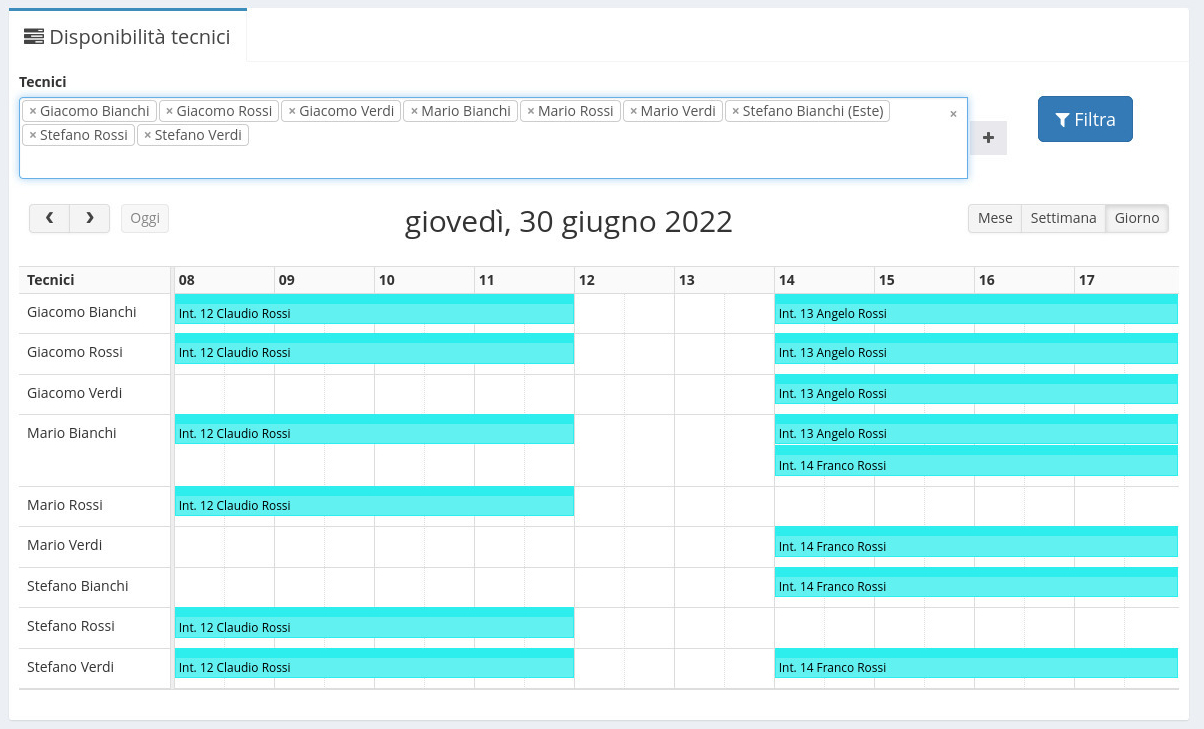 Disponibilità tecnici
Tecnici
× Giacomo Bianchi × Giacomo Rossi × Giacomo Verdi × Mario Bianchi × Mario Rossi × Mario Verdi × Stefano Bianchi (Este) ×
× Stefano Rossi × Stefano Verdi
+
Filtra
‹ › Oggi giovedì, 30 giugno 2022 Mese Settimana Giorno
Tecnici 08 09 10 11 12 13 14 15 16 17
Giacomo Bianchi Int. 12 Claudio Rossi Int. 13 Angelo Rossi
Giacomo Rossi Int. 12 Claudio Rossi Int. 13 Angelo Rossi
Giacomo Verdi Int. 13 Angelo Rossi
Mario Bianchi Int. 12 Claudio Rossi Int. 13 Angelo Rossi
Int. 14 Franco Rossi
Mario Rossi Int. 12 Claudio Rossi
Mario Verdi Int. 14 Franco Rossi
Stefano Bianchi Int. 14 Franco Rossi
Stefano Rossi Int. 12 Claudio Rossi
Stefano Verdi Int. 12 Claudio Rossi Int. 14 Franco Rossi